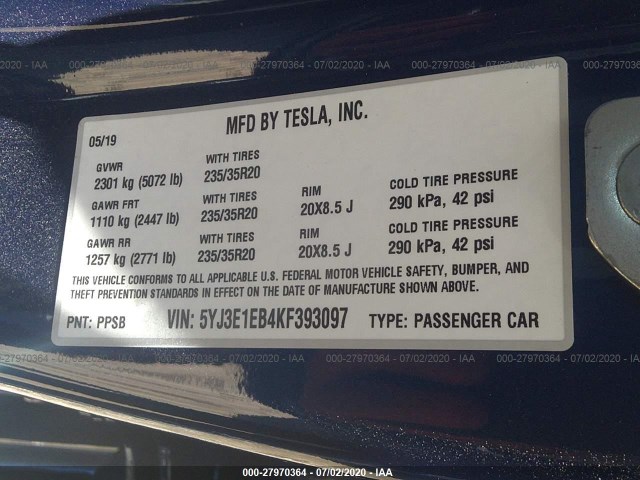 000-27970364 - 07/02/2020 - IAA
MFD BY TESLA, INC.
05/19
GVWR WITH TIRES
2301 kg (5072 lb) 235/35R20
GAWR FRT WITH TIRES RIM COLD TIRE PRESSURE
1110 kg (2447 lb) 235/35R20 20X8.5 J 290 kPa, 42 psi
GAWR RR WITH TIRES RIM COLD TIRE PRESSURE
1257 kg (2771 lb) 235/35R20 20X8.5 J 290 kPa, 42 psi
THIS VEHICLE CONFORMS TO ALL APPLICABLE U.S. FEDERAL MOTOR VEHICLE SAFETY, BUMPER, AND
THEFT PREVENTION STANDARDS IN EFFECT ON THE DATE OF MANUFACTURE SHOWN ABOVE.
PNT: PPSB VIN: 5YJ3E1EB4KF393097 TYPE: PASSENGER CAR
000-27970364 - 07/02/2020 - IAA